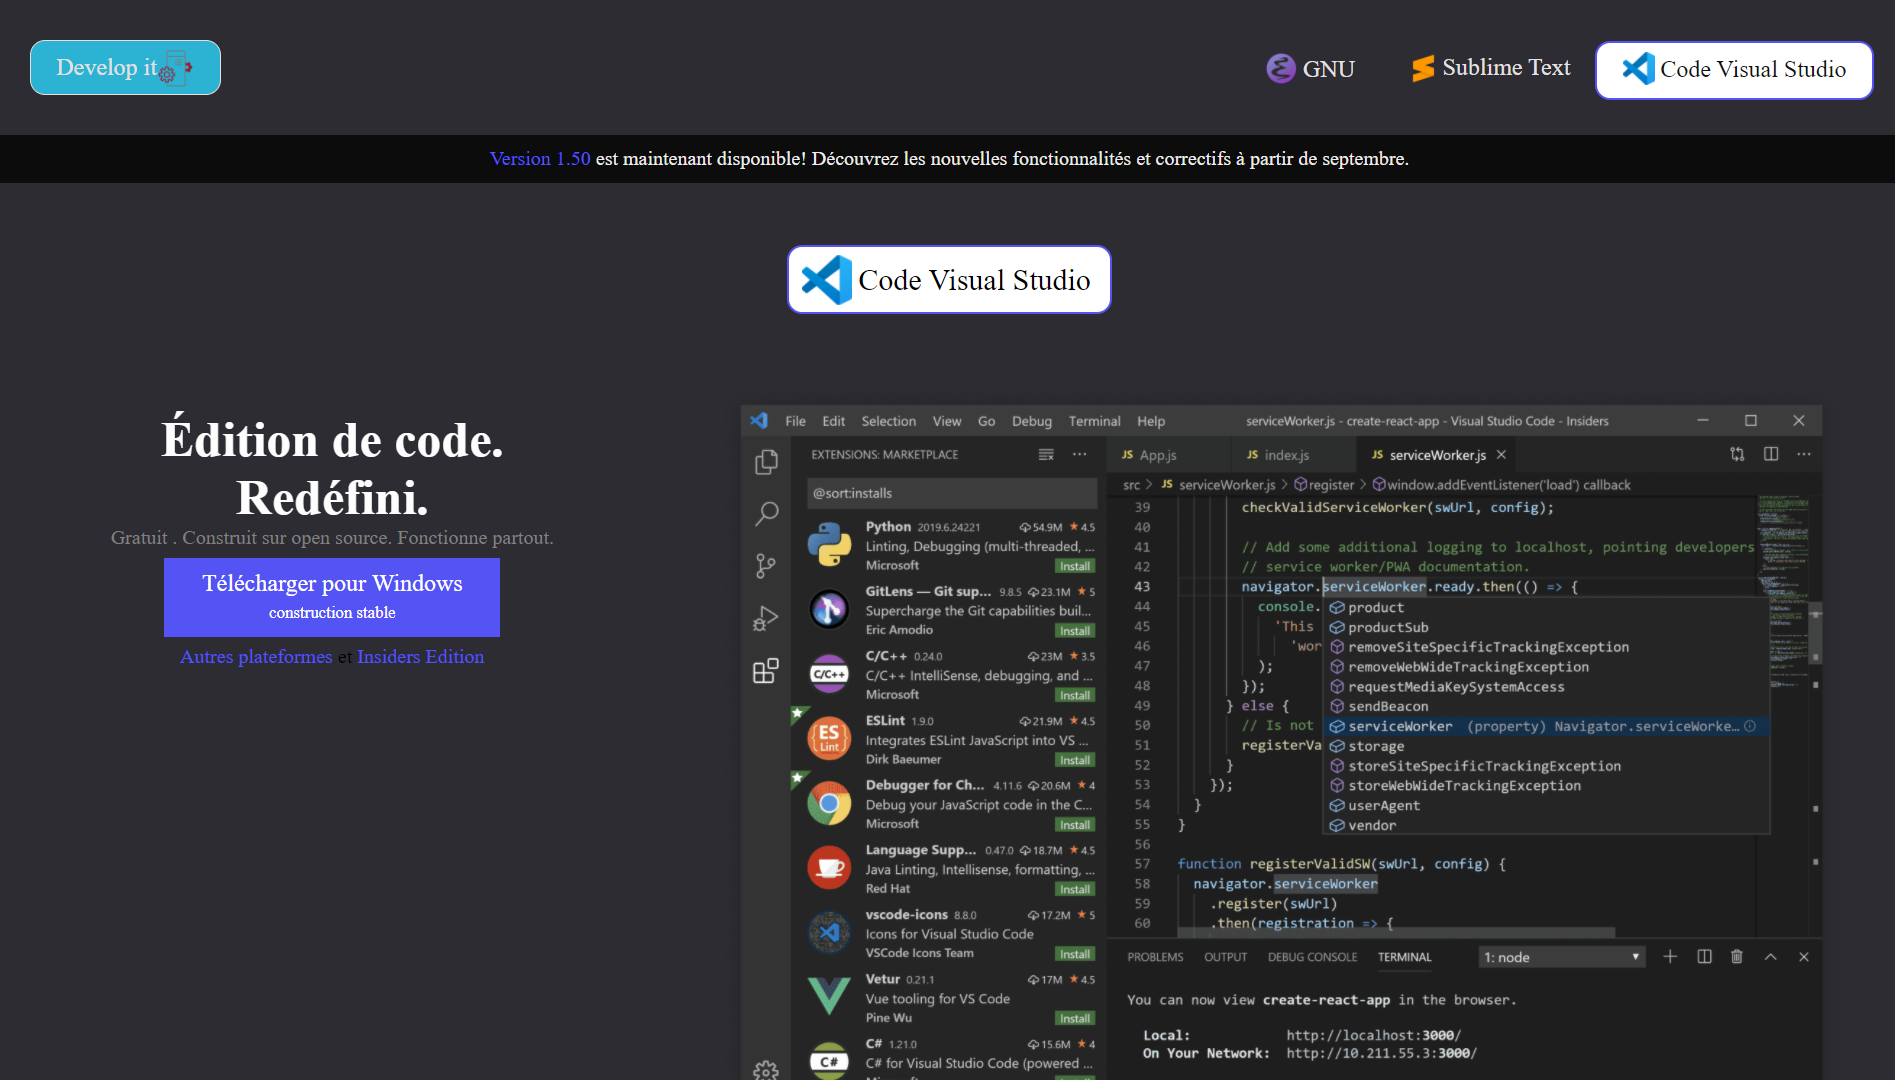 Develop it
GNU
Sublime Text
Code Visual Studio
Version 1.50 est maintenant disponible! Découvrez les nouvelles fonctionnalités et correctifs à partir de septembre.
Code Visual Studio
Édition de code.
Redéfini.
Gratuit . Construit sur open source. Fonctionne partout.
Télécharger pour Windows
construction stable
Autres plateformes et Insiders Edition
File Edit Selection View Go Debug Terminal Help
serviceWorker.js - create-react-app - Visual Studio Code - Insiders
EXTENSIONS: MARKETPLACE
@sort:installs
Python 2019.6.24221 54.9M ★ 4.5
Linting, Debugging (multi-threaded, ...
Microsoft Install
GitLens — Git sup... 9.8.5 23.1M ★ 5
Supercharge the Git capabilities buil...
Eric Amodio Install
C/C++
C/C++ 0.24.0 23M ★ 3.5
C/C++ IntelliSense, debugging, and ...
Microsoft Install
ES
Lint
ESLint 1.9.0 21.9M ★ 4.5
Integrates ESLint JavaScript into VS ...
Dirk Baeumer Install
Debugger for Ch... 4.11.6 20.6M ★ 4
Debug your JavaScript code in the C...
Microsoft Install
Language Supp... 0.47.0 18.7M ★ 4.5
Java Linting, Intellisense, formatting, ...
Red Hat Install
vscode-icons 8.8.0 17.2M ★ 5
Icons for Visual Studio Code
VSCode Icons Team Install
Vetur 0.21.1 17M ★ 4.5
Vue tooling for VS Code
Pine Wu Install
C#
C# 1.21.0 15.6M ★ 4
C# for Visual Studio Code (powered ...
JS App.js JS index.js JS serviceWorker.js
src > JS serviceWorker.js > register > window.addEventListener('load') callback
39 checkValidServiceWorker(swUrl, config);
40
41 // Add some additional logging to localhost, pointing developers
42 // service worker/PWA documentation.
43 navigator.serviceWorker.ready.then(() => {
44 console.
45 'This
46 'wor
47 );
48 });
49 } else {
50 // Is not
51 registerVa
52 }
53 });
54 }
55 }
56
57 function registerValidSW(swUrl, config) {
58 navigator.serviceWorker
59 .register(swUrl)
60 .then(registration => {
product
productSub
removeSiteSpecificTrackingException
removeWebWideTrackingException
requestMediaKeySystemAccess
sendBeacon
serviceWorker (property) Navigator.serviceWorke...
storage
storeSiteSpecificTrackingException
storeWebWideTrackingException
userAgent
vendor
PROBLEMS OUTPUT DEBUG CONSOLE TERMINAL 1: node
You can now view create-react-app in the browser.
Local: http://localhost:3000/
On Your Network: http://10.211.55.3:3000/